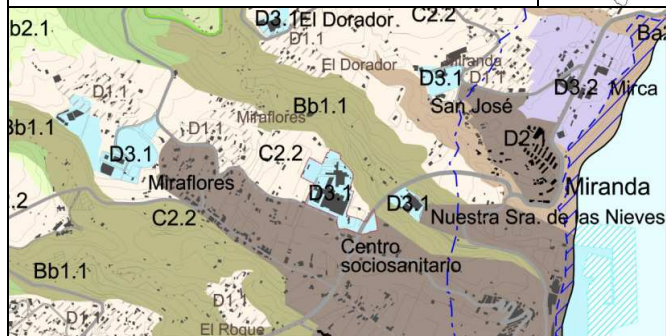 D3.1 El Dorador C2.2
b2.1 D1.1 Ba2
El Dorador Miranda
D1.1 D3.1 D1.1
D3.2 Mirca
Bb1.1 San José
Miraflores
3b1.1 D1.1
D2.1
D3.1 C2.2
Miraflores D3.1 D3.1 Miranda
.2 C2.2 Nuestra Sra. de las Nieves
Centro
sociosanitario
Bb1.1
D1.1
D1.1
El Roque